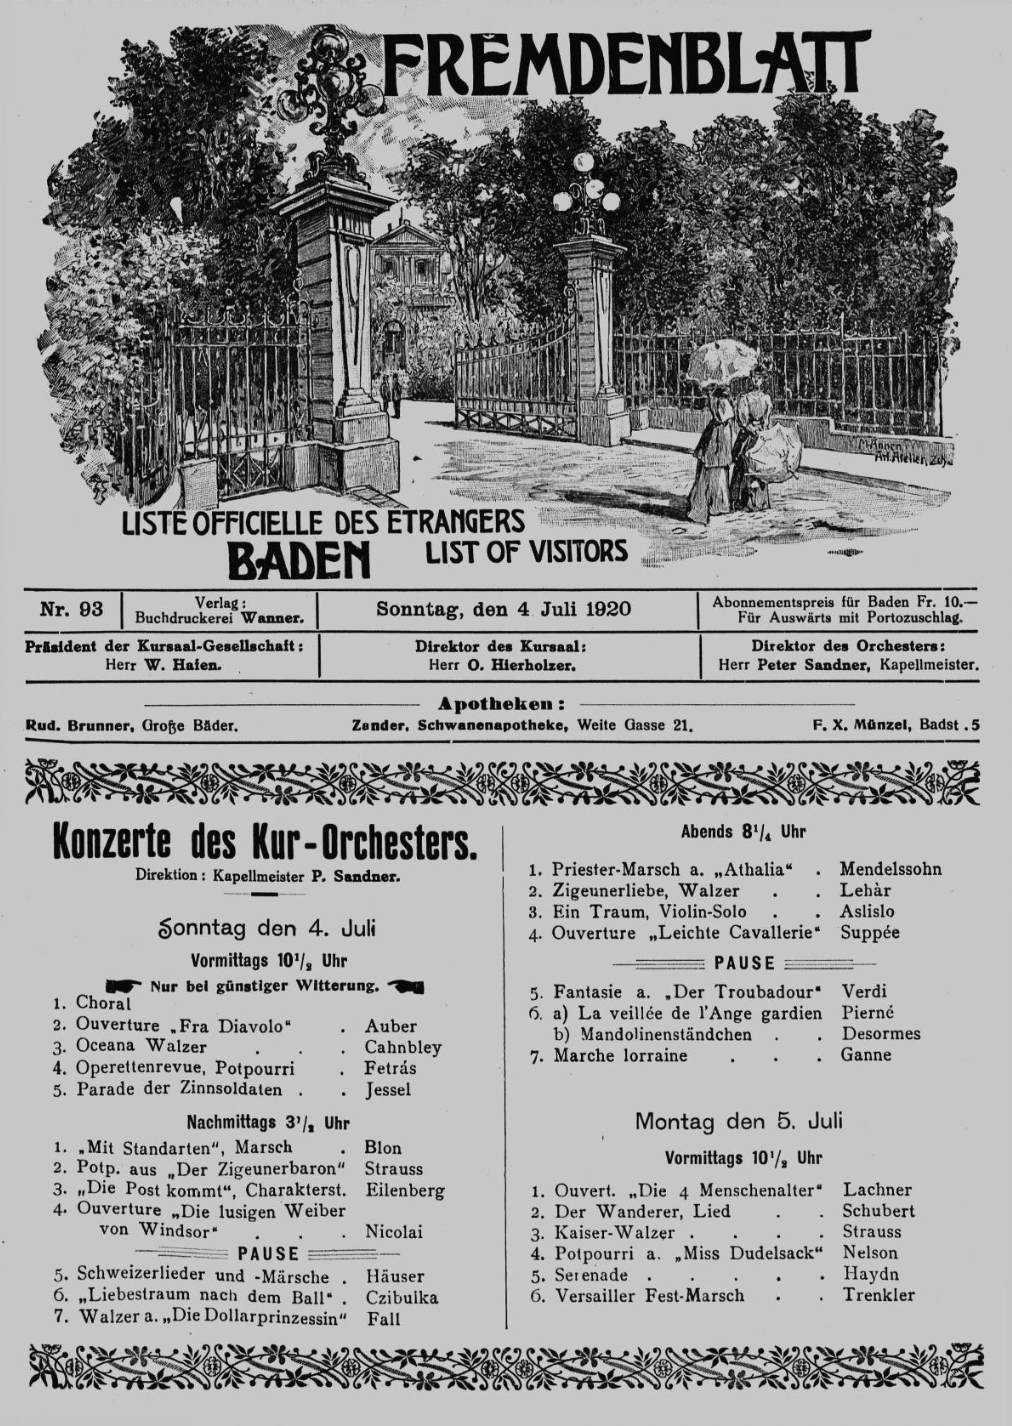 FREMDENBLATT
M. Annen
Art. Atelier, Zch.
LISTE OFFICIELLE DES ETRANGERS
BADEN LIST OF VISITORS
Nr. 93
Verlag:
Buchdruckerei Wanner.
Sonntag, den 4 Juli 1920
Abonnementspreis für Baden Fr. 10.—
Für Auswärts mit Portozuschlag.
Präsident der Kursaal-Gesellschaft:
Herr W. Hafen.
Direktor des Kursaal:
Herr O. Hierholzer.
Direktor des Orchesters:
Herr Peter Sandner, Kapellmeister.
Apotheken:
Rud. Brunner, Große Bäder. Zander, Schwanenapotheke, Weite Gasse 21. F. X. Münzel, Badst. 5
Konzerte des Kur-Orchesters.
Direktion: Kapellmeister P. Sandner.
Sonntag den 4. Juli
Vormittags 10½ Uhr
Nur bei günstiger Witterung.
1. Choral
2. Ouverture „Fra Diavolo“ . Auber
3. Oceana Walzer . . . Cahnbley
4. Operettenrevue, Potpourri . Fetrás
5. Parade der Zinnsoldaten . . Jessel
Nachmittags 3½ Uhr
1. „Mit Standarten“, Marsch . Blon
2. Potp. aus „Der Zigeunerbaron“ Strauss
3. „Die Post kommt“, Charakterst. Eilenberg
4. Ouverture „Die lusigen Weiber
von Windsor“ . . . Nicolai
PAUSE
5. Schweizerlieder und -Märsche . Häuser
6. „Liebestraum nach dem Ball“ . Czibulka
7. Walzer a. „Die Dollarprinzessin“ Fall
Abends 8¼ Uhr
1. Priester-Marsch a. „Athalia“ . Mendelssohn
2. Zigeunerliebe, Walzer . . Lehàr
3. Ein Traum, Violin-Solo . . Aslislo
4. Ouverture „Leichte Cavallerie“ Suppée
PAUSE
5. Fantasie a. „Der Troubadour“ Verdi
6. a) La veillée de l'Ange gardien Pierné
b) Mandolinenständchen . . Desormes
7. Marche lorraine . . . Ganne
Montag den 5. Juli
Vormittags 10½ Uhr
1. Ouvert. „Die 4 Menschenalter“ Lachner
2. Der Wanderer, Lied . . Schubert
3. Kaiser-Walzer . . . . Strauss
4. Potpourri a. „Miss Dudelsack“ Nelson
5. Serenade . . . . . Haydn
6. Versailler Fest-Marsch . . Trenkler